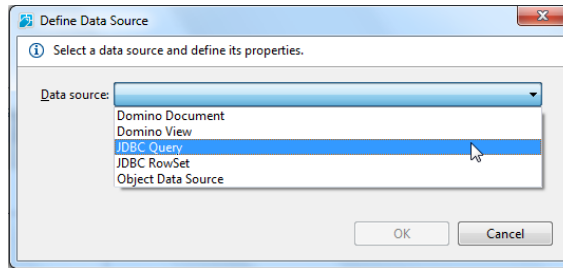 Define Data Source
Select a data source and define its properties.
Data source:
Domino Document
Domino View
JDBC Query
JDBC RowSet
Object Data Source
OK Cancel